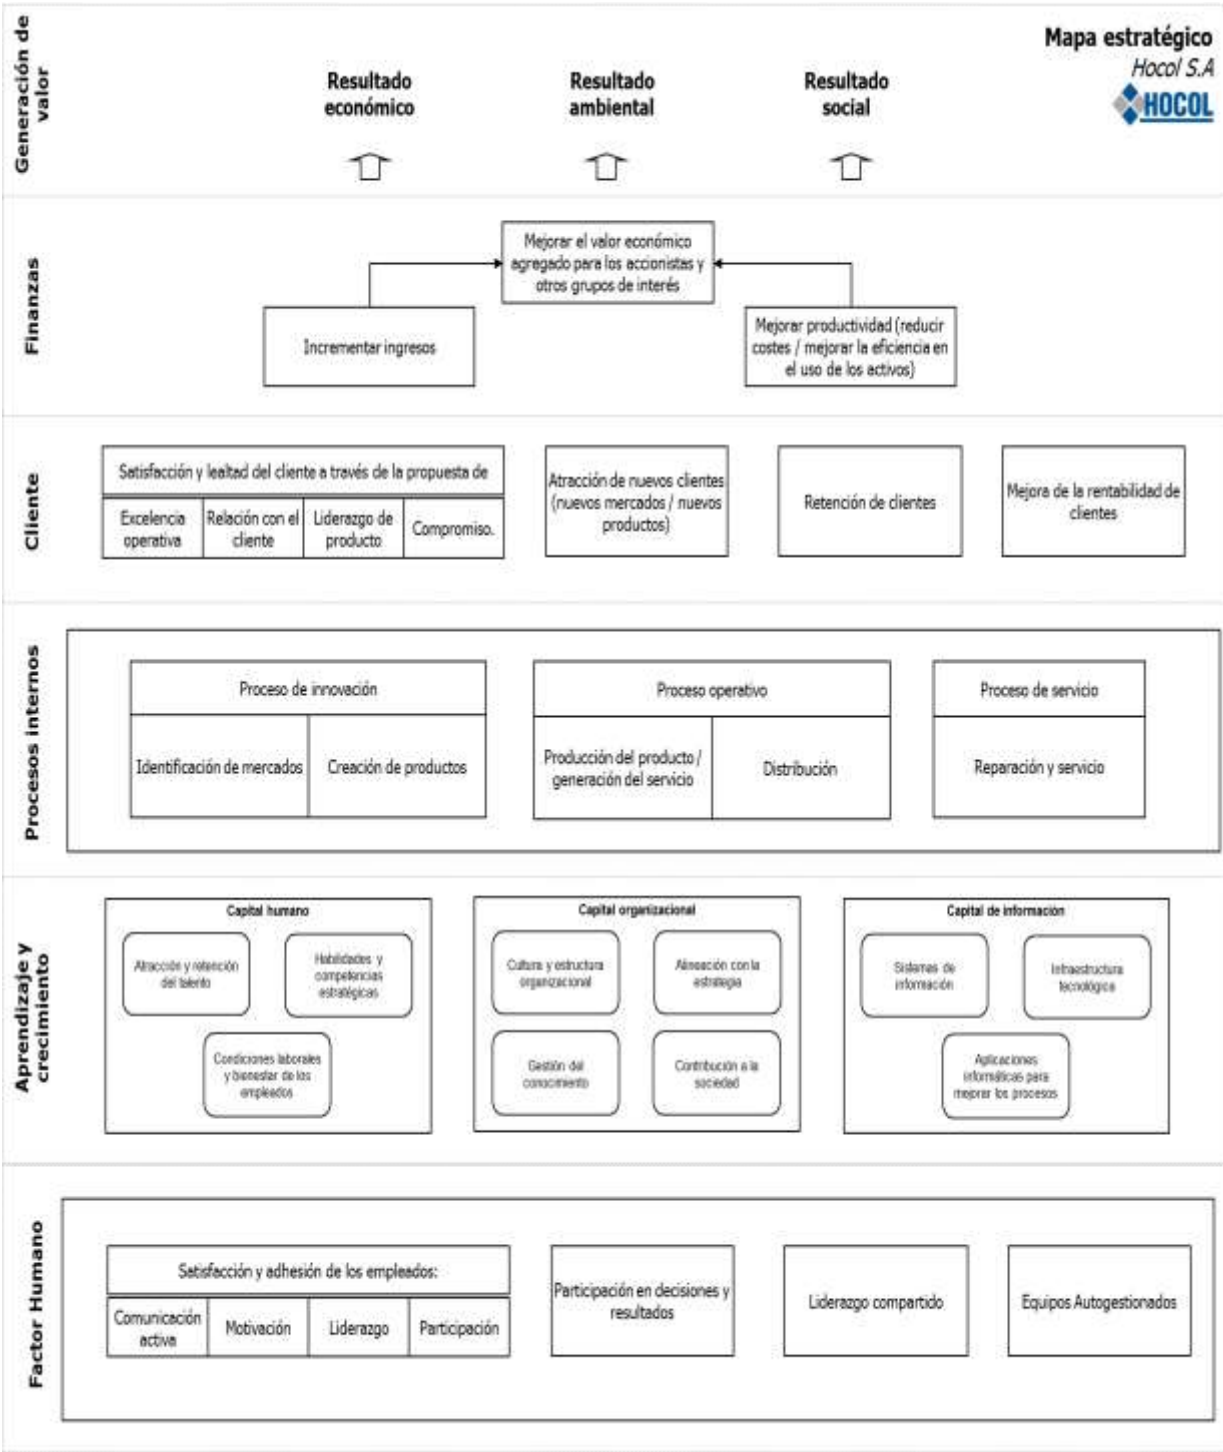 Generación de
valor
Mapa estratégico
Hocol S.A
HOCOL
Resultado
económico
Resultado
ambiental
Resultado
social
Finanzas
Mejorar el valor económico
agregado para los accionistas y
otros grupos de interés
Incrementar ingresos
Mejorar productividad (reducir
costes / mejorar la eficiencia en
el uso de los activos)
Cliente
Satisfacción y lealtad del cliente a través de la propuesta de
Excelencia
operativa
Relación con el
cliente
Liderazgo de
producto
Compromiso.
Atracción de nuevos clientes
(nuevos mercados / nuevos
productos)
Retención de clientes
Mejora de la rentabilidad de
clientes
Procesos internos
Proceso de innovación
Identificación de mercados
Creación de productos
Proceso operativo
Producción del producto /
generación del servicio
Distribución
Proceso de servicio
Reparación y servicio
Aprendizaje y
crecimiento
Capital humano
Atracción y retención
del talento
Habilidades y
competencias
estratégicas
Condiciones laborales
y bienestar de los
empleados
Capital organizacional
Cultura y estructura
organizacional
Alineación con la
estrategia
Gestión del
conocimiento
Contribución a la
sociedad
Capital de información
Sistemas de
información
Infraestructura
tecnológica
Aplicaciones
informáticas para
mejorar los procesos
Factor Humano
Satisfacción y adhesión de los empleados:
Comunicación
activa
Motivación
Liderazgo
Participación
Participación en decisiones y
resultados
Liderazgo compartido
Equipos Autogestionados